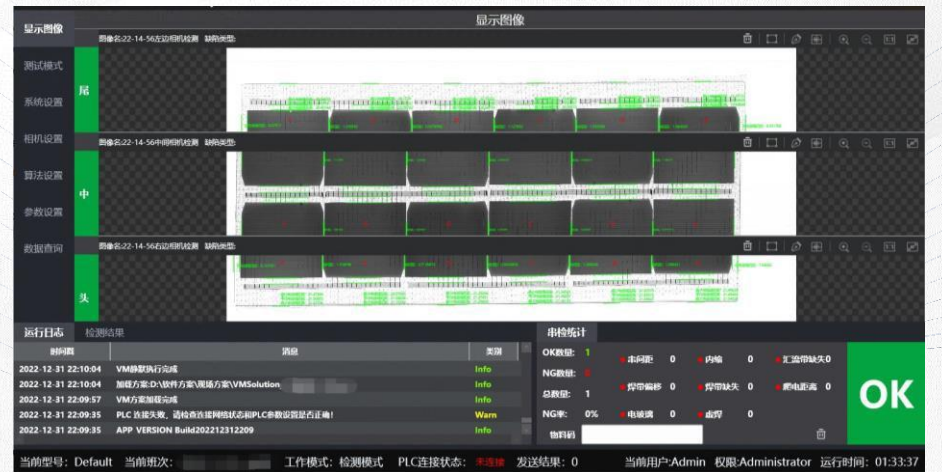 显示图像
显示图像
测试模式
系统设置
相机设置
算法设置
参数设置
数据查询
图像名:22-14-56左边相机检测 缺陷类型:
尾
图像名:22-14-56中间相机检测 缺陷类型:
中
图像名:22-14-56右边相机检测 缺陷类型:
头
运行日志 检测结果
时间戳 消息 类别
2022-12-31 22:10:04 VM静默执行完成 Info
2022-12-31 22:10:04 加载方案:D:\软件方案\现场方案\VMSolution Info
2022-12-31 22:09:57 VM方案加载完成 Info
2022-12-31 22:09:35 PLC 连接失败，请检查连接网线状态和PLC参数设置是否正确! Warn
2022-12-31 22:09:35 APP VERSION Build202212312209 Info
串检统计
OK数量: 1
NG数量:
总数量: 1
NG率: 0%
物料码
串间距 0 内缩 0 汇流带缺失0
焊带偏移 0 焊带缺失 0 爬电距离 0
电玻璃 0 虚焊 0
OK
当前型号: Default 当前班次: 工作模式: 检测模式 PLC连接状态: 未连接 发送结果: 0 当前用户:Admin 权限:Administrator 运行时间: 01:33:37